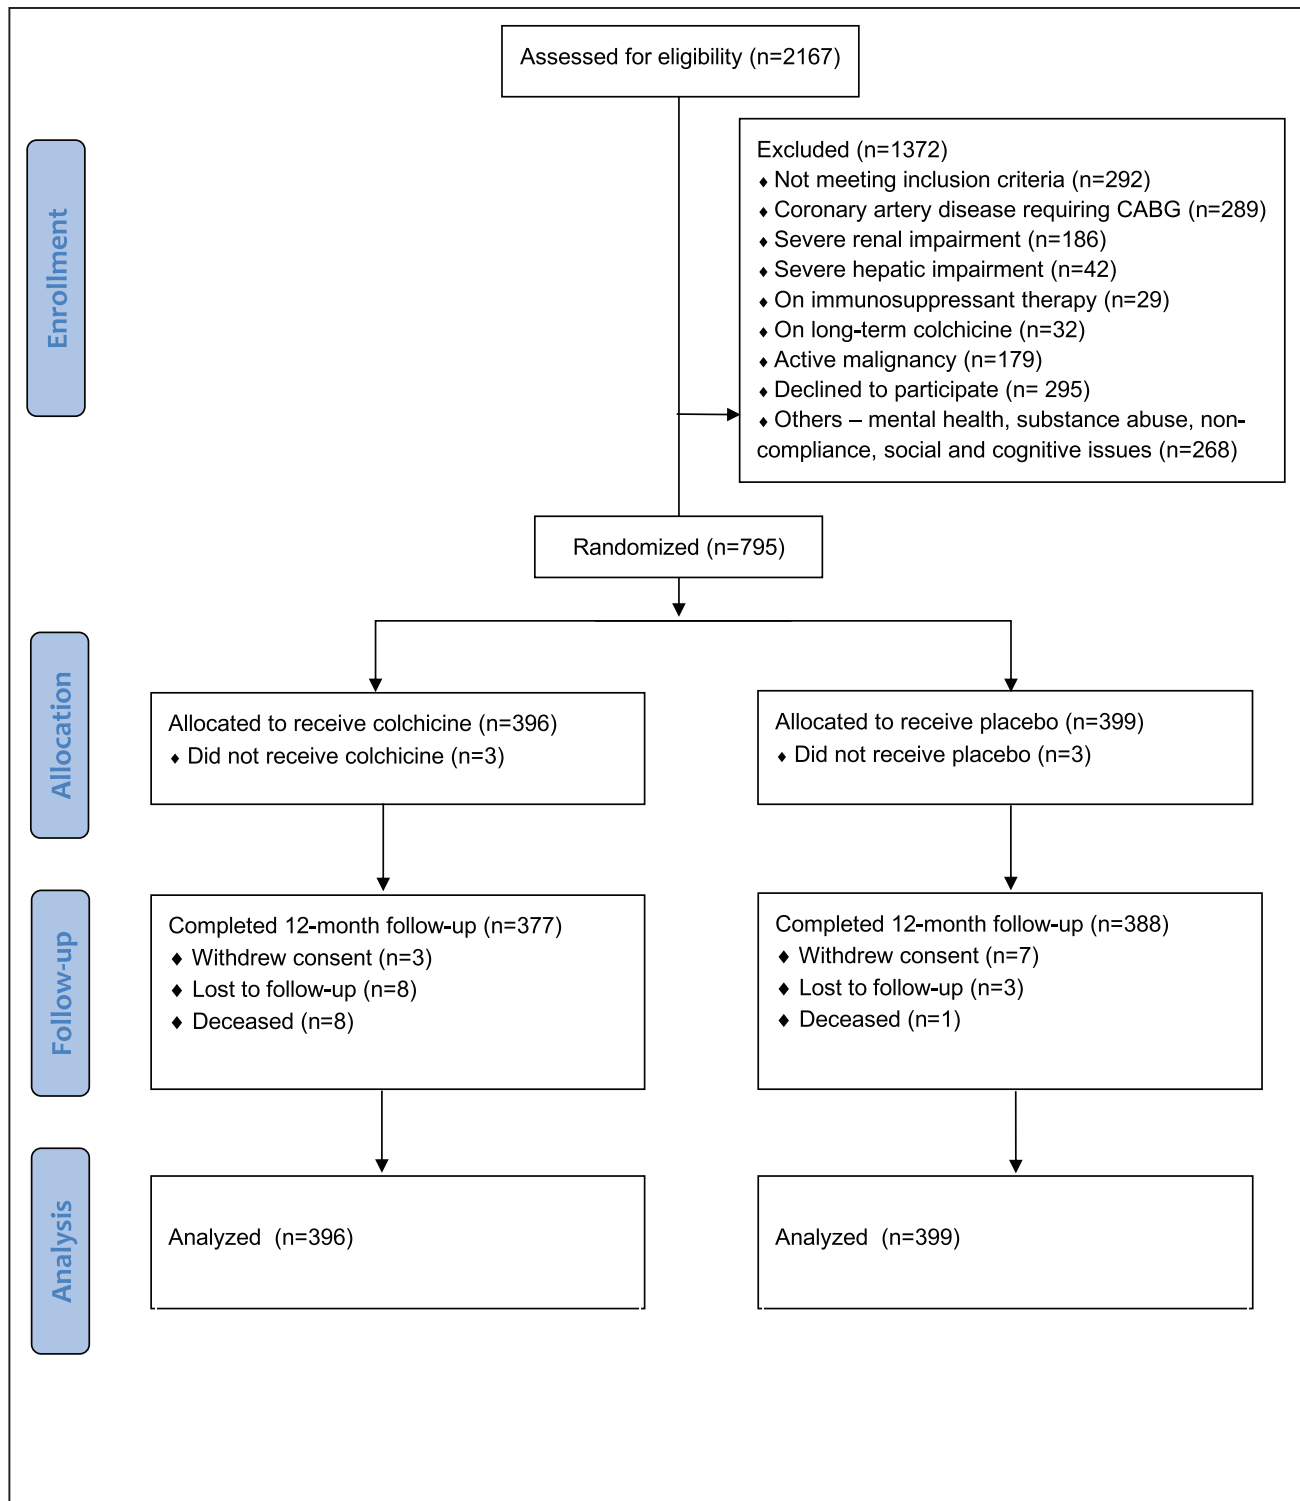 Assessed for eligibility (n=2167)
Enrollment
Excluded (n=1372)
♦ Not meeting inclusion criteria (n=292)
♦ Coronary artery disease requiring CABG (n=289)
♦ Severe renal impairment (n=186)
♦ Severe hepatic impairment (n=42)
♦ On immunosuppressant therapy (n=29)
♦ On long-term colchicine (n=32)
♦ Active malignancy (n=179)
♦ Declined to participate (n= 295)
♦ Others – mental health, substance abuse, non-
compliance, social and cognitive issues (n=268)
Randomized (n=795)
Allocation
Allocated to receive colchicine (n=396)
♦ Did not receive colchicine (n=3)
Allocated to receive placebo (n=399)
♦ Did not receive placebo (n=3)
Follow-up
Completed 12-month follow-up (n=377)
♦ Withdrew consent (n=3)
♦ Lost to follow-up (n=8)
♦ Deceased (n=8)
Completed 12-month follow-up (n=388)
♦ Withdrew consent (n=7)
♦ Lost to follow-up (n=3)
♦ Deceased (n=1)
Analysis
Analyzed  (n=396)
Analyzed  (n=399)